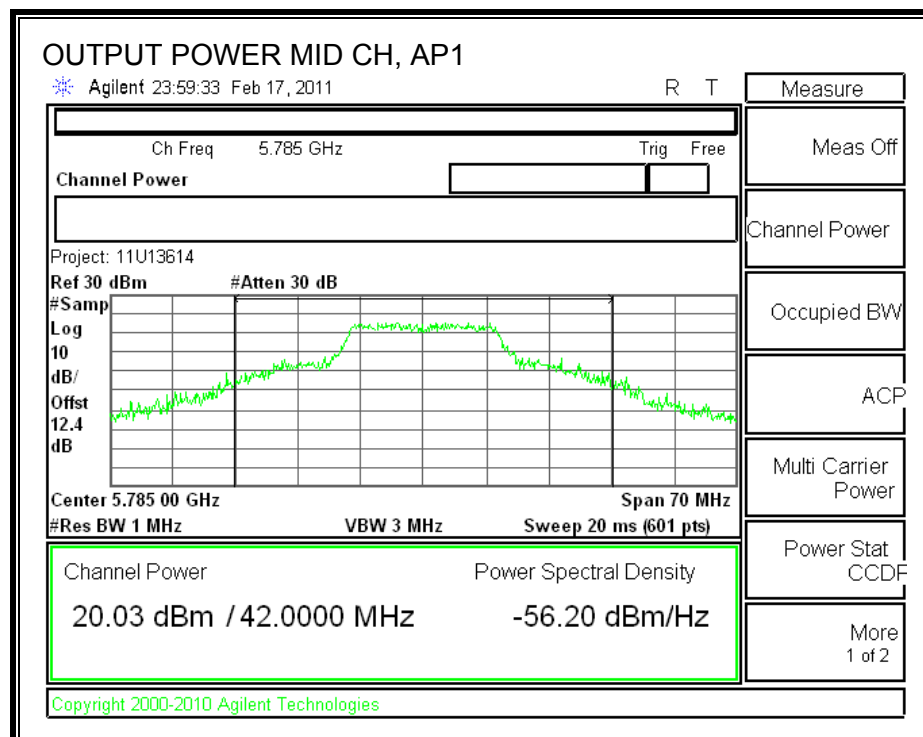 OUTPUT POWER MID CH, AP1
Agilent 23:59:33 Feb 17, 2011 R T
Measure
Ch Freq 5.785 GHz Trig Free
Meas Off
Channel Power
Channel Power
Project: 11U13614
Ref 30 dBm #Atten 30 dB
#Samp
Log
10
dB/
Offst
12.4
dB
Occupied BW
ACP
Multi Carrier
Power
Center 5.785 00 GHz Span 70 MHz
#Res BW 1 MHz VBW 3 MHz Sweep 20 ms (601 pts)
Power Stat
CCDF
Channel Power Power Spectral Density
20.03 dBm / 42.0000 MHz -56.20 dBm/Hz
More
1 of 2
Copyright 2000-2010 Agilent Technologies